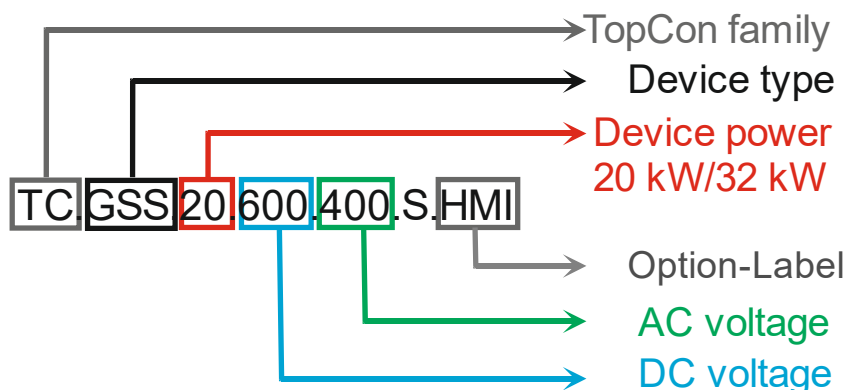 TopCon family
Device type
Device power
20 kW/32 kW
TC.GSS.20.600.400.S.HMI
Option-Label
AC voltage
DC voltage